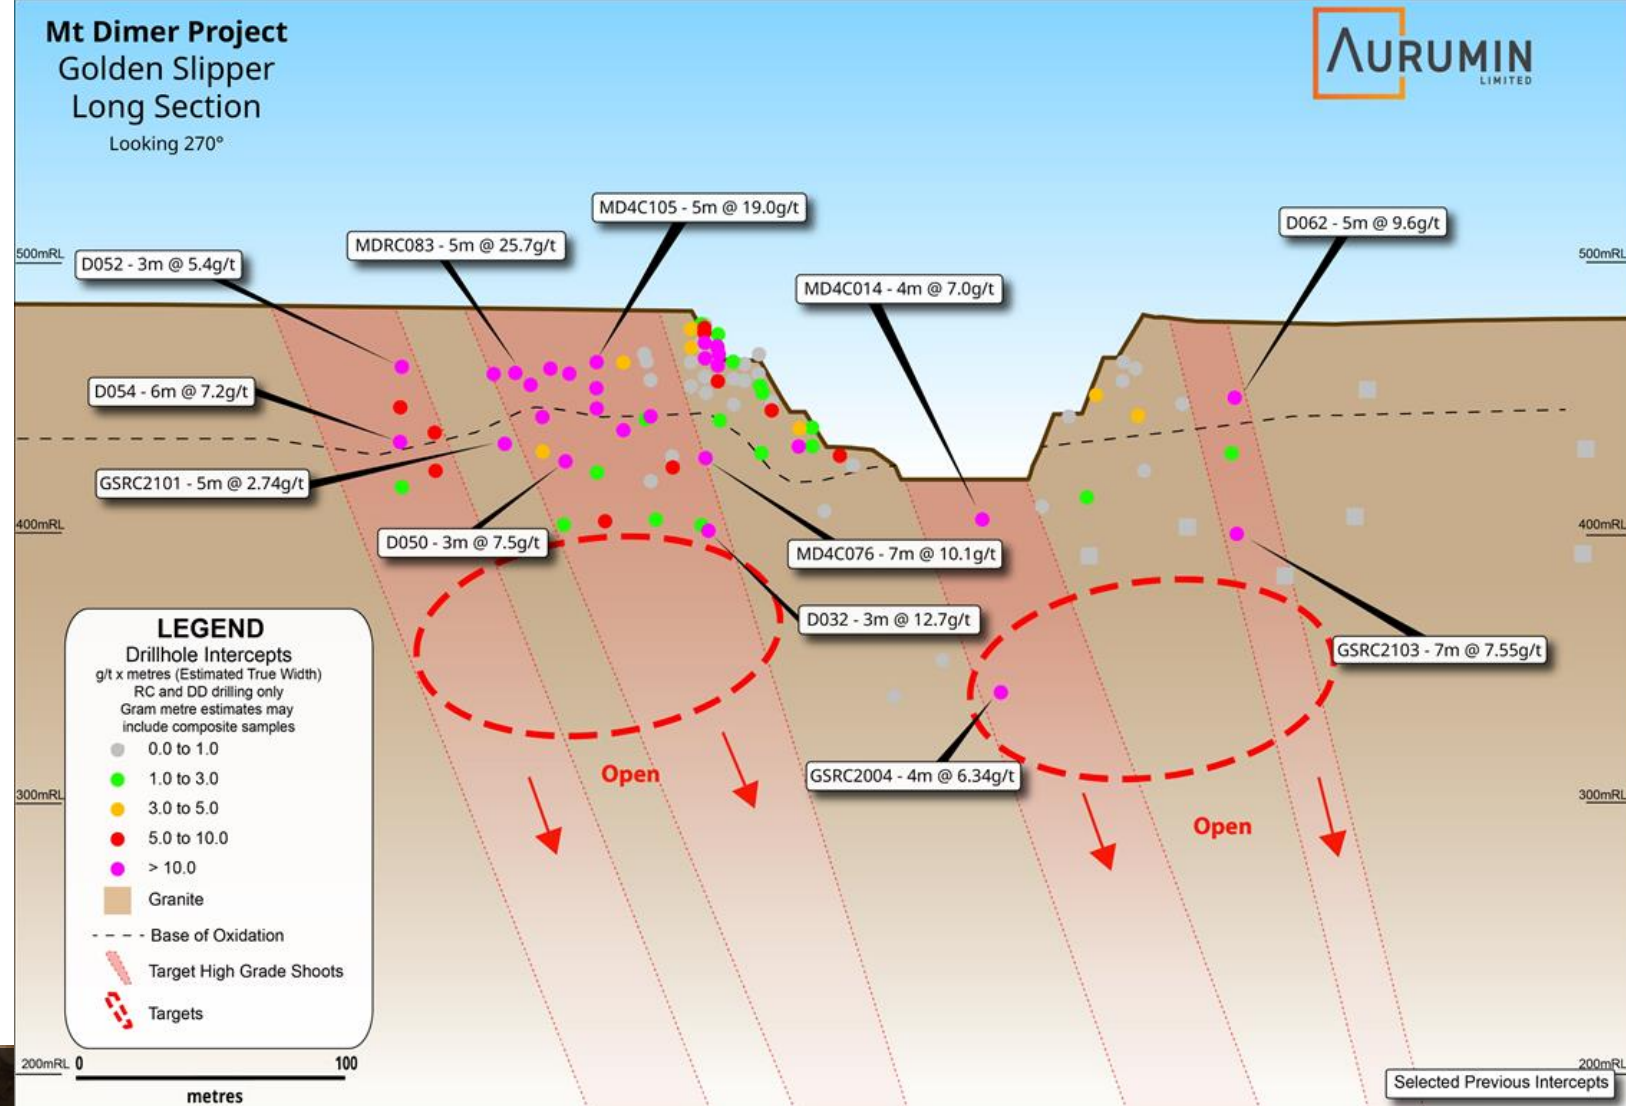 Mt Dimer Project
Golden Slipper
Long Section
Looking 270°
AURUMIN
LIMITED
MD4C105 - 5m @ 19.0g/t
D062 - 5m @ 9.6g/t
MDRC083 - 5m @ 25.7g/t
500mRL
500mRL
D052 - 3m @ 5.4g/t
MD4C014 - 4m @ 7.0g/t
D054 - 6m @ 7.2g/t
GSRC2101 - 5m @ 2.74g/t
400mRL
400mRL
D050 - 3m @ 7.5g/t
MD4C076 - 7m @ 10.1g/t
D032 - 3m @ 12.7g/t
GSRC2103 - 7m @ 7.55g/t
GSRC2004 - 4m @ 6.34g/t
Open
Open
300mRL
300mRL
LEGEND
Drillhole Intercepts
g/t x metres (Estimated True Width)
RC and DD drilling only
Gram metre estimates may
include composite samples
0.0 to 1.0
1.0 to 3.0
3.0 to 5.0
5.0 to 10.0
> 10.0
Granite
Base of Oxidation
Target High Grade Shoots
Targets
200mRL
200mRL
0 100
metres
Selected Previous Intercepts